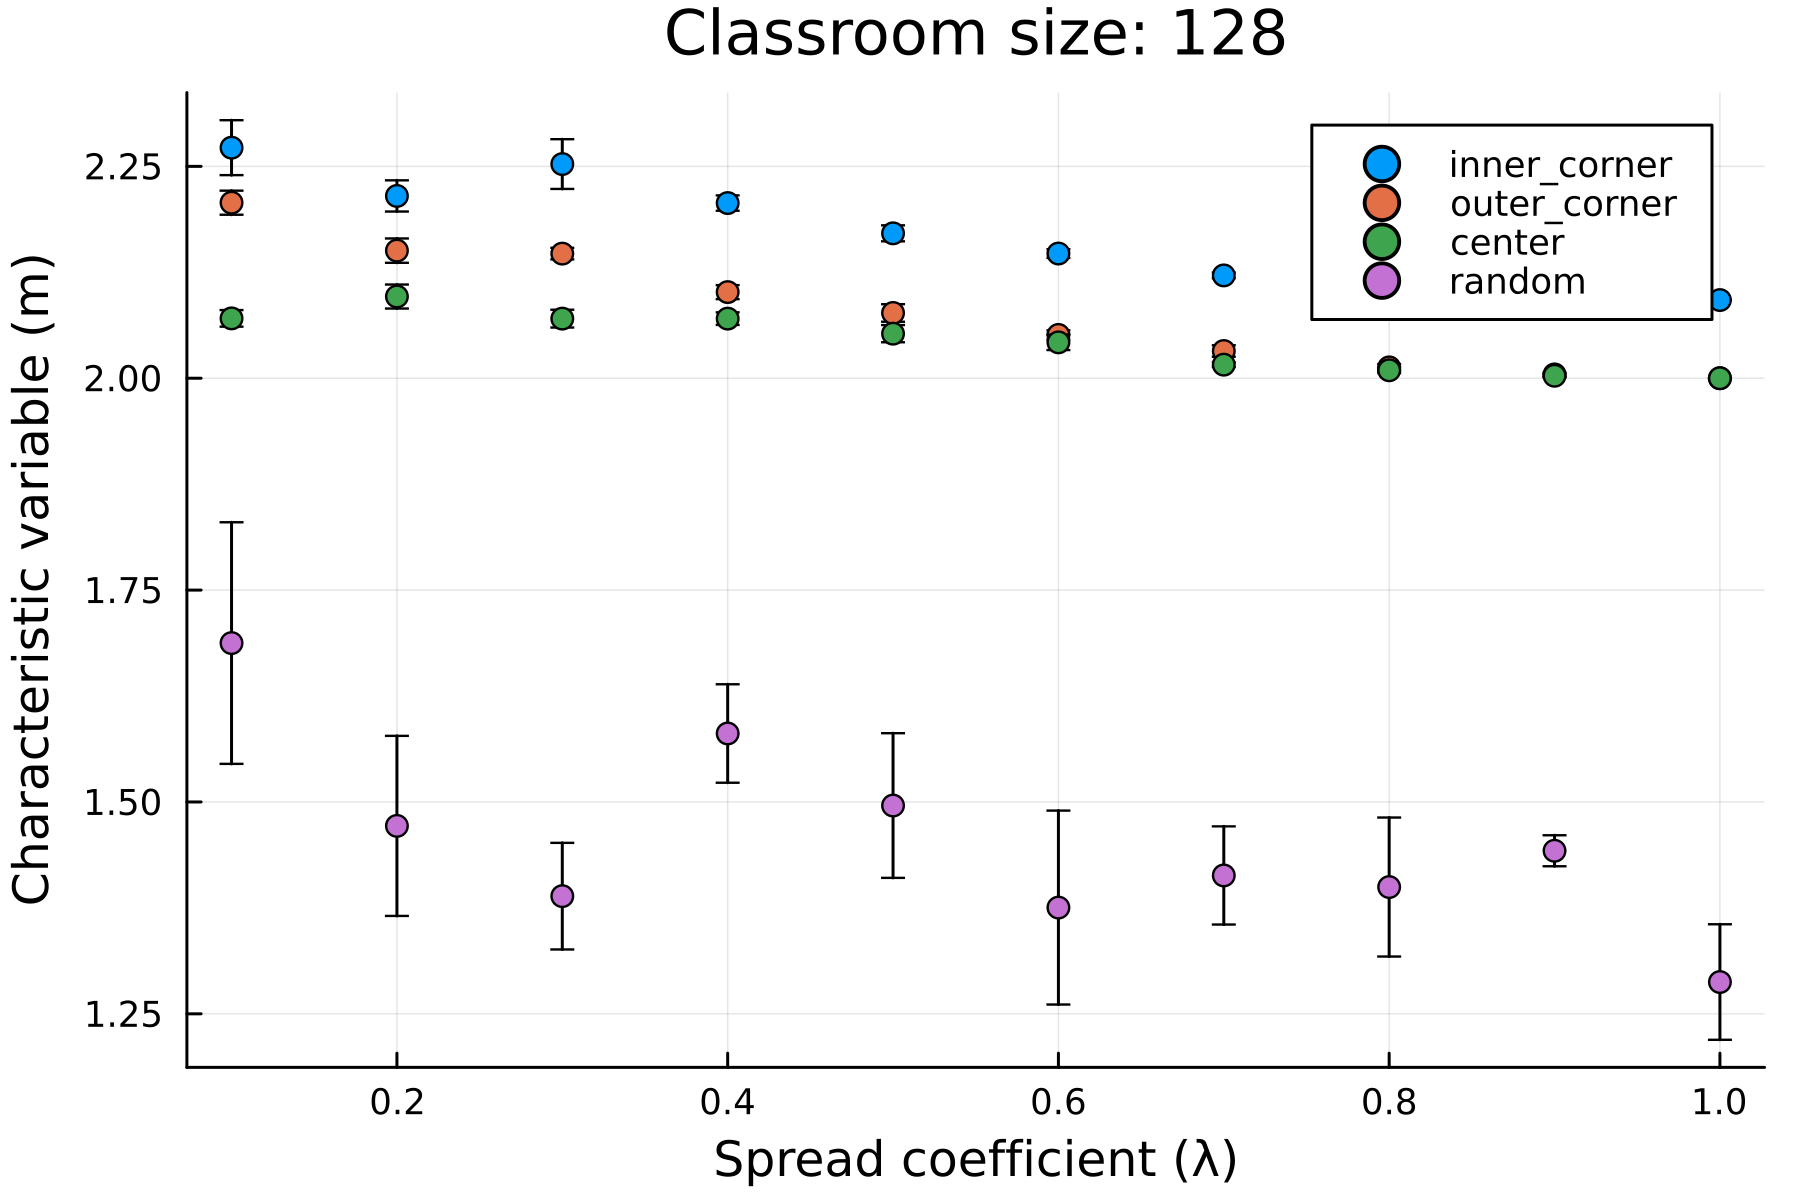 Classroom size: 128
inner_corner
outer_corner
center
random
Characteristic variable (m)
2.25
2.00
1.75
1.50
1.25
0.2 0.4 0.6 0.8 1.0
Spread coefficient (λ)